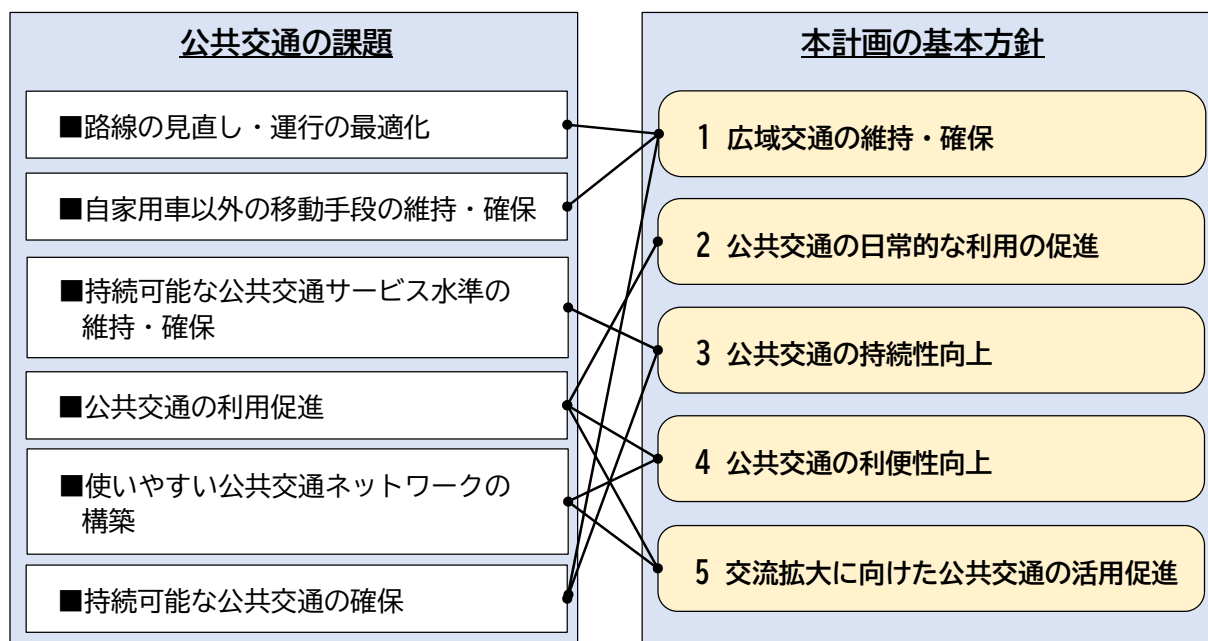 公共交通の課題
■路線の見直し・運行の最適化
■自家用車以外の移動手段の維持・確保
■持続可能な公共交通サービス水準の
維持・確保
■公共交通の利用促進
■使いやすい公共交通ネットワークの
構築
■持続可能な公共交通の確保
本計画の基本方針
1 広域交通の維持・確保
2 公共交通の日常的な利用の促進
3 公共交通の持続性向上
4 公共交通の利便性向上
5 交流拡大に向けた公共交通の活用促進